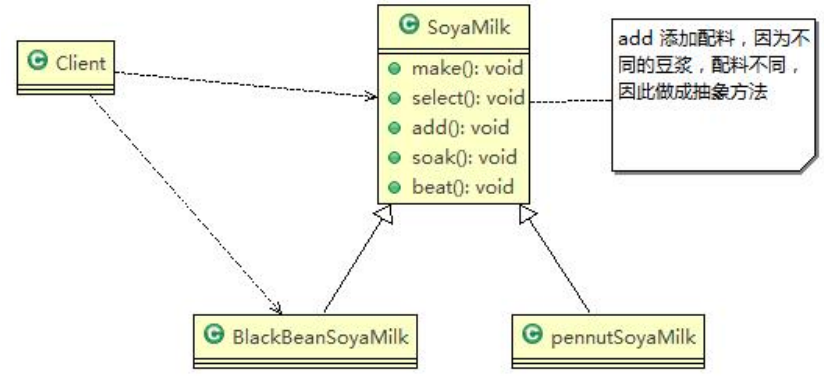 Client
SoyaMilk
make(): void
select(): void
add(): void
soak(): void
beat(): void
add 添加配料，因为不
同的豆浆，配料不同，
因此做成抽象方法
BlackBeanSoyaMilk
pennutSoyaMilk